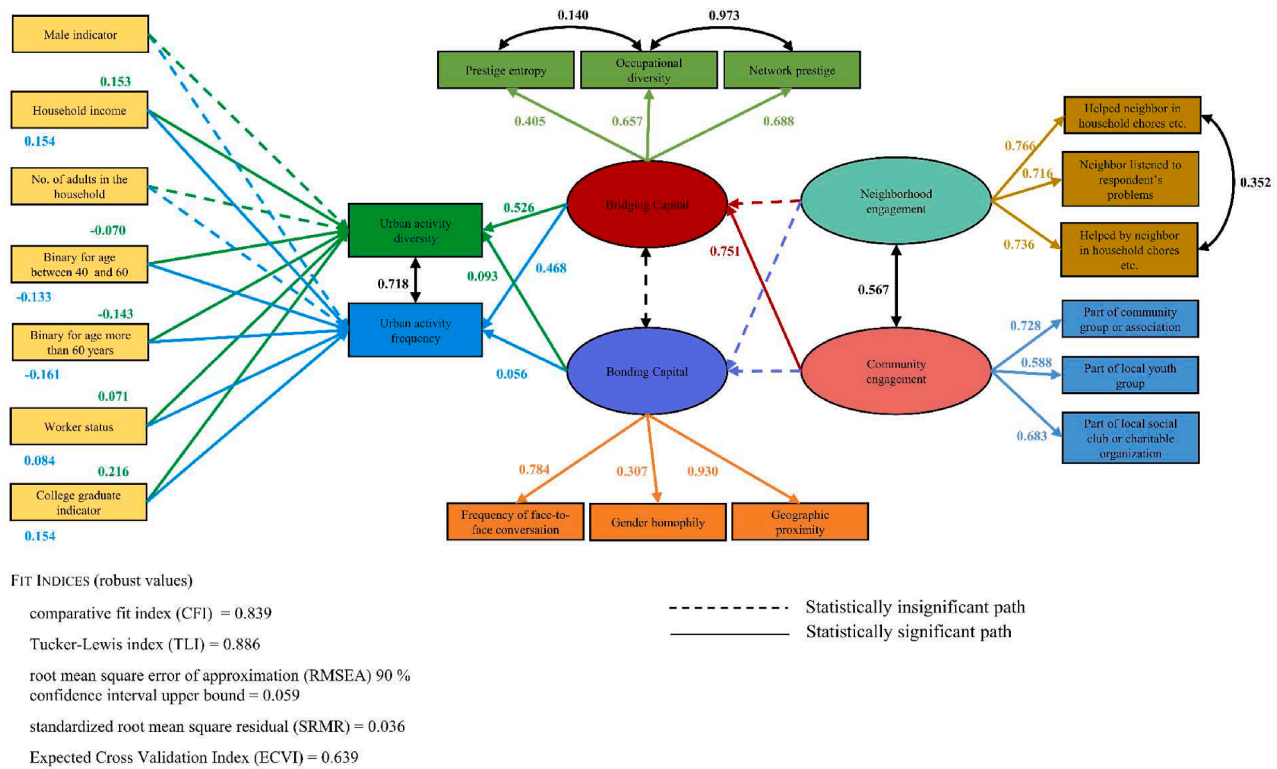 Male indicator
0.153
Household income
0.154
No. of adults in the
household
-0.070
Binary for age
between 40 and 60
-0.133
-0.143
Binary for age more
than 60 years
-0.161
0.071
Worker status
0.084
0.216
College graduate
indicator
0.154
Urban activity
diversity
0.718
Urban activity
frequency
0.526
0.093
0.468
0.056
0.140
0.973
Prestige entropy
Occupational
diversity
Network prestige
0.405
0.657
0.688
Bridging Capital
Bonding Capital
0.784
0.307
0.930
Frequency of face-to-
face conversation
Gender homophily
Geographic
proximity
0.751
Neighborhood
engagement
0.567
Community
engagement
0.766
0.716
0.736
Helped neighbor in
household chores etc.
Neighbor listened to
respondent's
problems
Helped by neighbor
in household chores
etc.
0.352
0.728
0.588
0.683
Part of community
group or association
Part of local youth
group
Part of local social
club or charitable
organization
FIT INDICES (robust values)
comparative fit index (CFI) = 0.839
Tucker-Lewis index (TLI) = 0.886
root mean square error of approximation (RMSEA) 90 %
confidence interval upper bound = 0.059
standardized root mean square residual (SRMR) = 0.036
Expected Cross Validation Index (ECVI) = 0.639
Statistically insignificant path
Statistically significant path